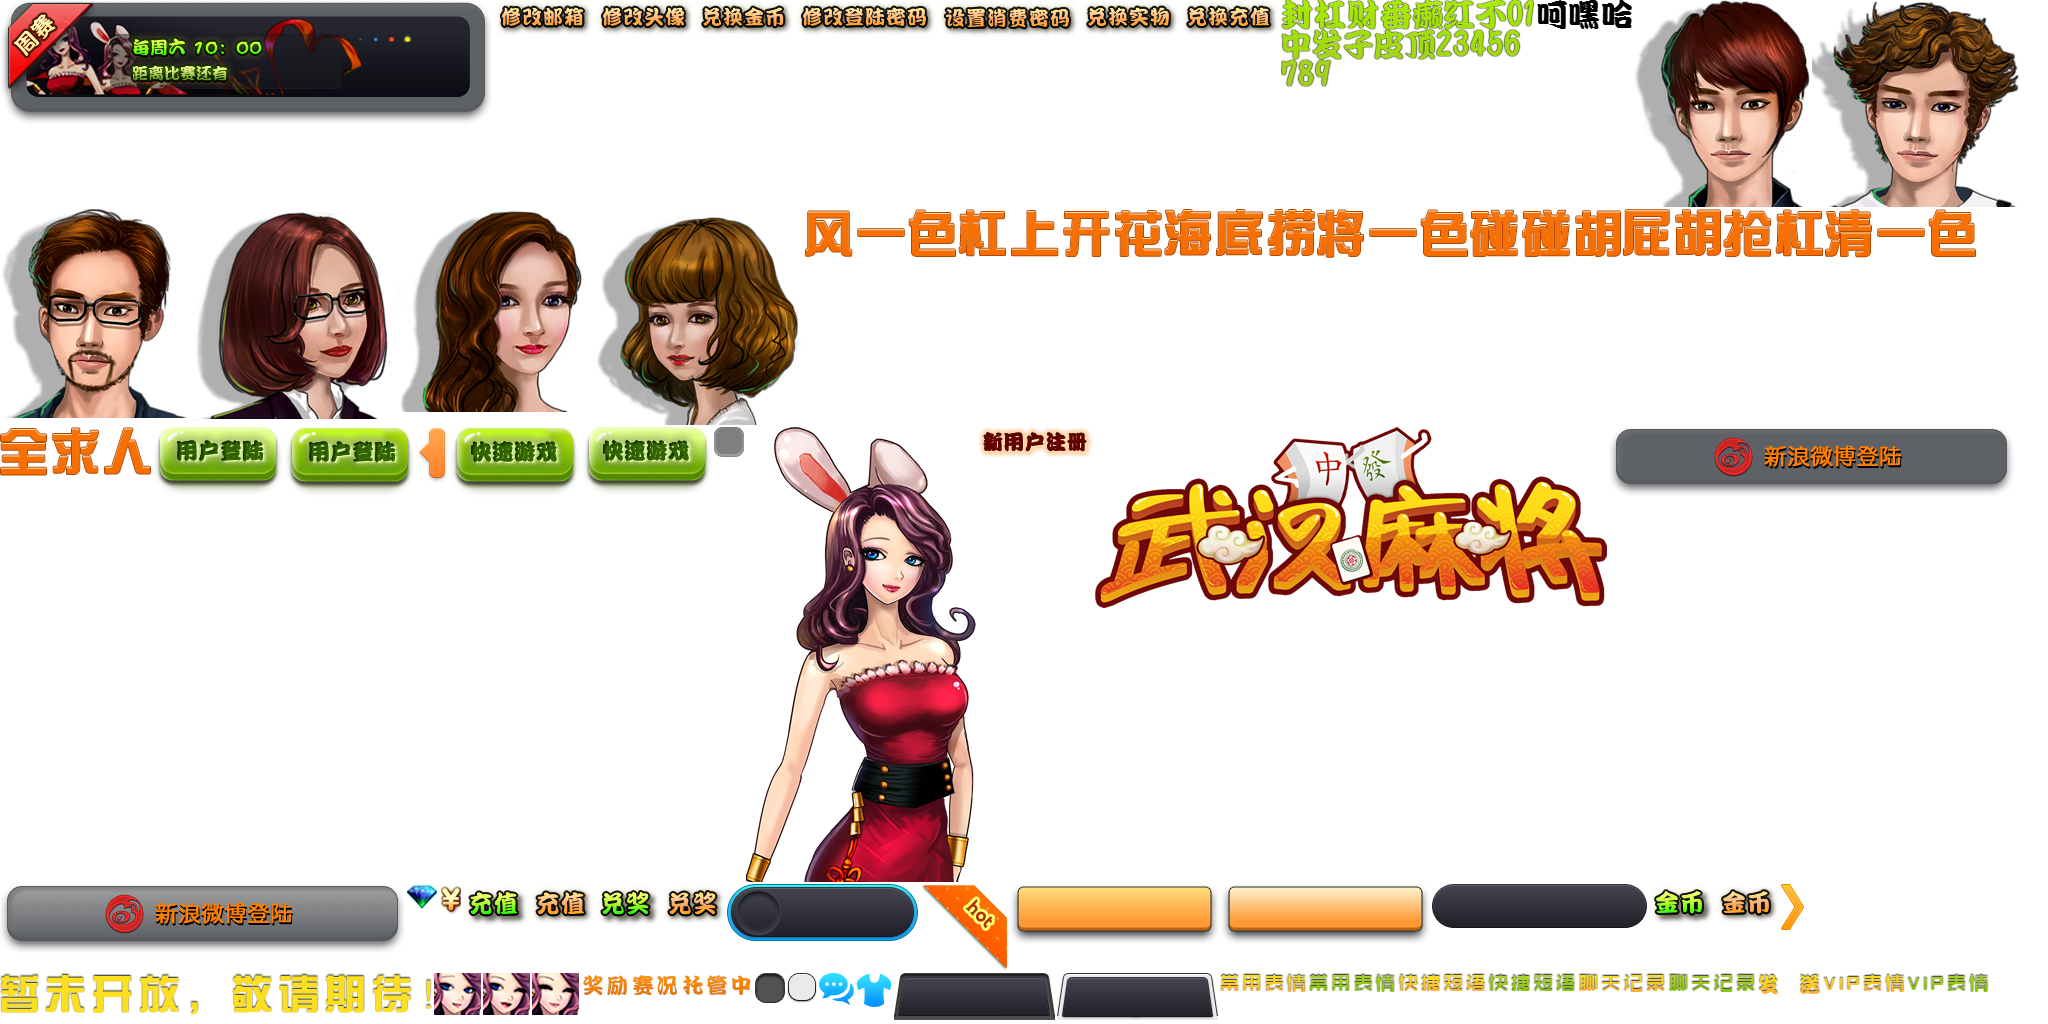 周赛
每周六 10：00
距离比赛还有
修改邮箱
修改头像
兑换金币
修改登陆密码
设置消费密码
兑换实物
兑换充值
封杠财番癞红不01
中发子皮顶23456
789
呵嘿哈
风一色杠上开花海底捞将一色碰碰胡屁胡抢杠清一色
全求人
用户登陆
用户登陆
快速游戏
快速游戏
新用户注册
中 發
武汉麻将
新浪微博登陆
新浪微博登陆
¥
充值
充值
兑奖
兑奖
hot
金币
金币
暂未开放，敬请期待！
奖励
赛况
托管中
常用表情常用表情快捷短语快捷短语聊天记录聊天记录发 送VIP表情VIP表情